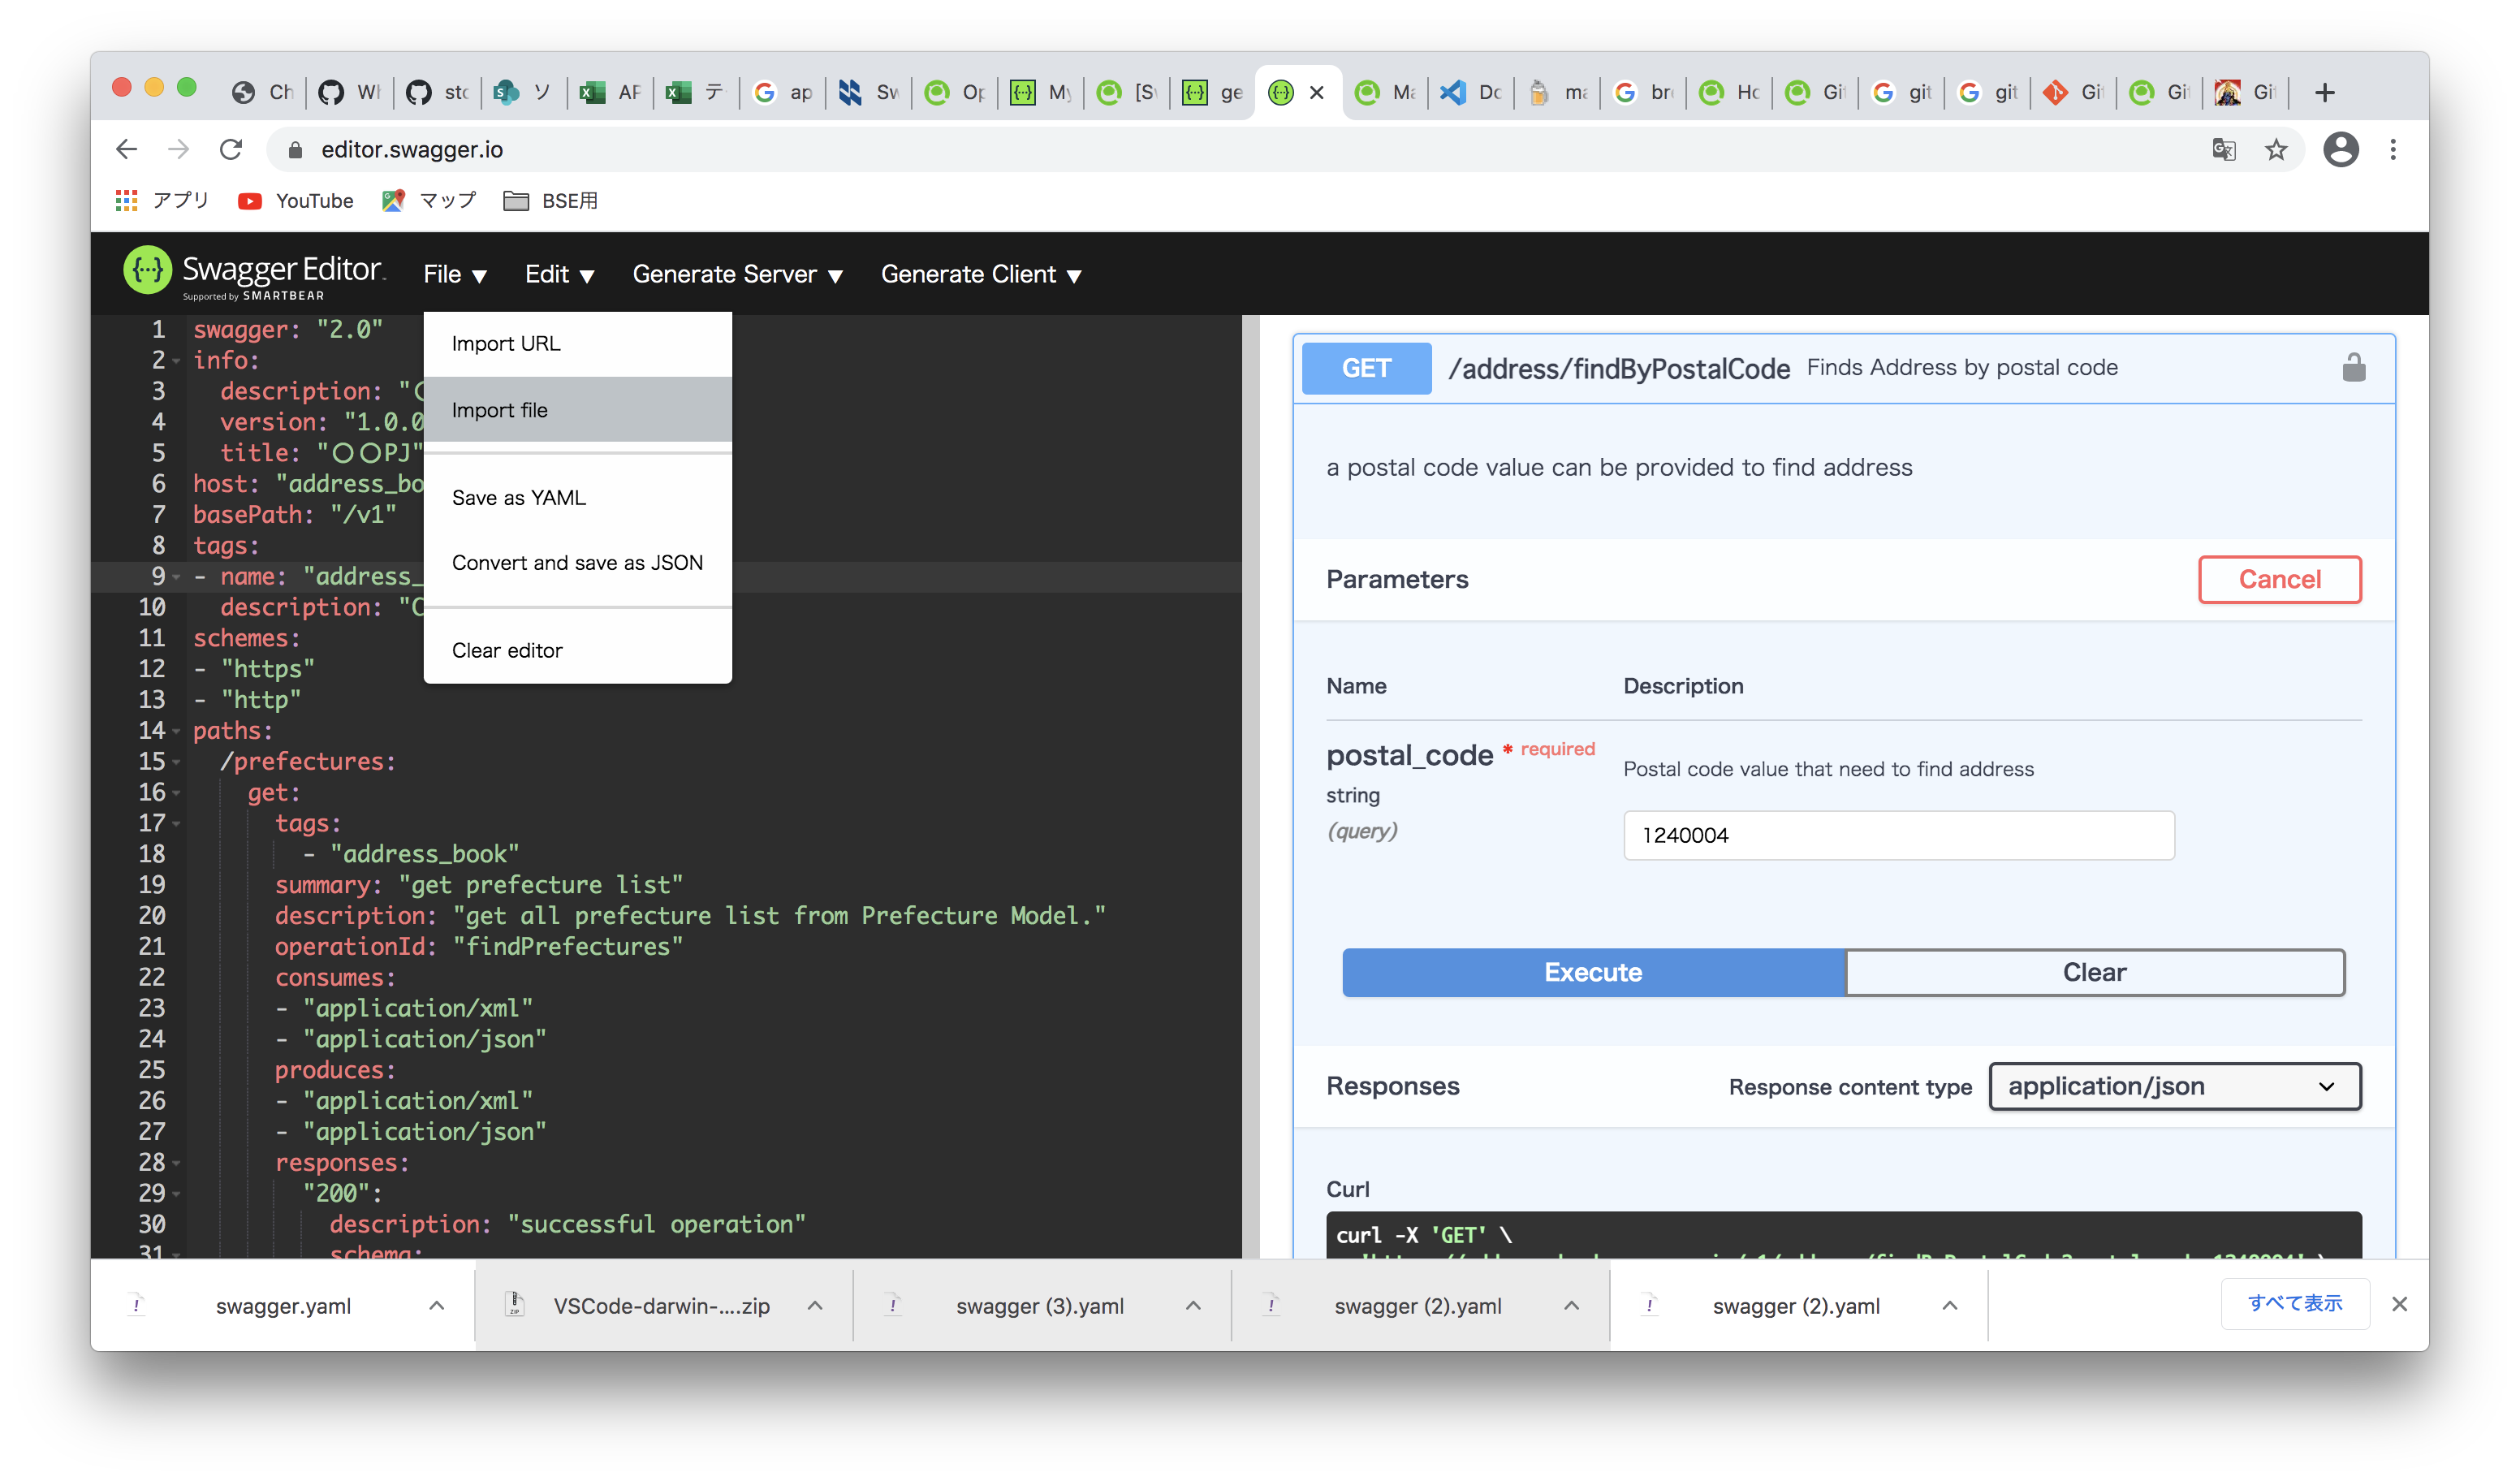 Ch
Wh
stc
ソ
AP
テ
ap
Sw
Op
My
[Sv
ge
Ma
Do
ma
bre
Ho
Git
git
git
Git
Git
Git
editor.swagger.io
アプリ
YouTube
マップ
BSE用
Swagger Editor
Supported by SMARTBEAR
File
Edit
Generate Server
Generate Client
Import URL
Import file
Save as YAML
Convert and save as JSON
Clear editor
1 swagger: "2.0"
2 info:
3 description: "
4 version: "1.0.0
5 title: "〇〇PJ"
6 host: "address_bo
7 basePath: "/v1"
8 tags:
9 - name: "address_
10 description: "
11 schemes:
12 - "https"
13 - "http"
14 paths:
15 /prefectures:
16 get:
17 tags:
18 - "address_book"
19 summary: "get prefecture list"
20 description: "get all prefecture list from Prefecture Model."
21 operationId: "findPrefectures"
22 consumes:
23 - "application/xml"
24 - "application/json"
25 produces:
26 - "application/xml"
27 - "application/json"
28 responses:
29 "200":
30 description: "successful operation"
31 schema:
GET /address/findByPostalCode Finds Address by postal code
a postal code value can be provided to find address
Parameters
Cancel
Name Description
postal_code * required
string
(query)
Postal code value that need to find address
1240004
Execute
Clear
Responses
Response content type
application/json
Curl
curl -X 'GET' \
swagger.yaml
VSCode-darwin-....zip
swagger (3).yaml
swagger (2).yaml
swagger (2).yaml
すべて表示